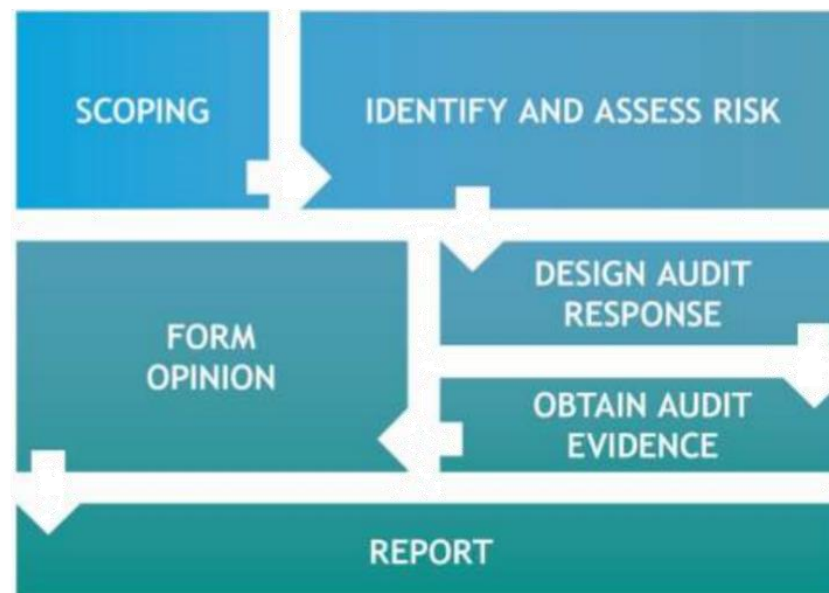 SCOPING
IDENTIFY AND ASSESS RISK
DESIGN AUDIT
RESPONSE
OBTAIN AUDIT
EVIDENCE
FORM
OPINION
REPORT